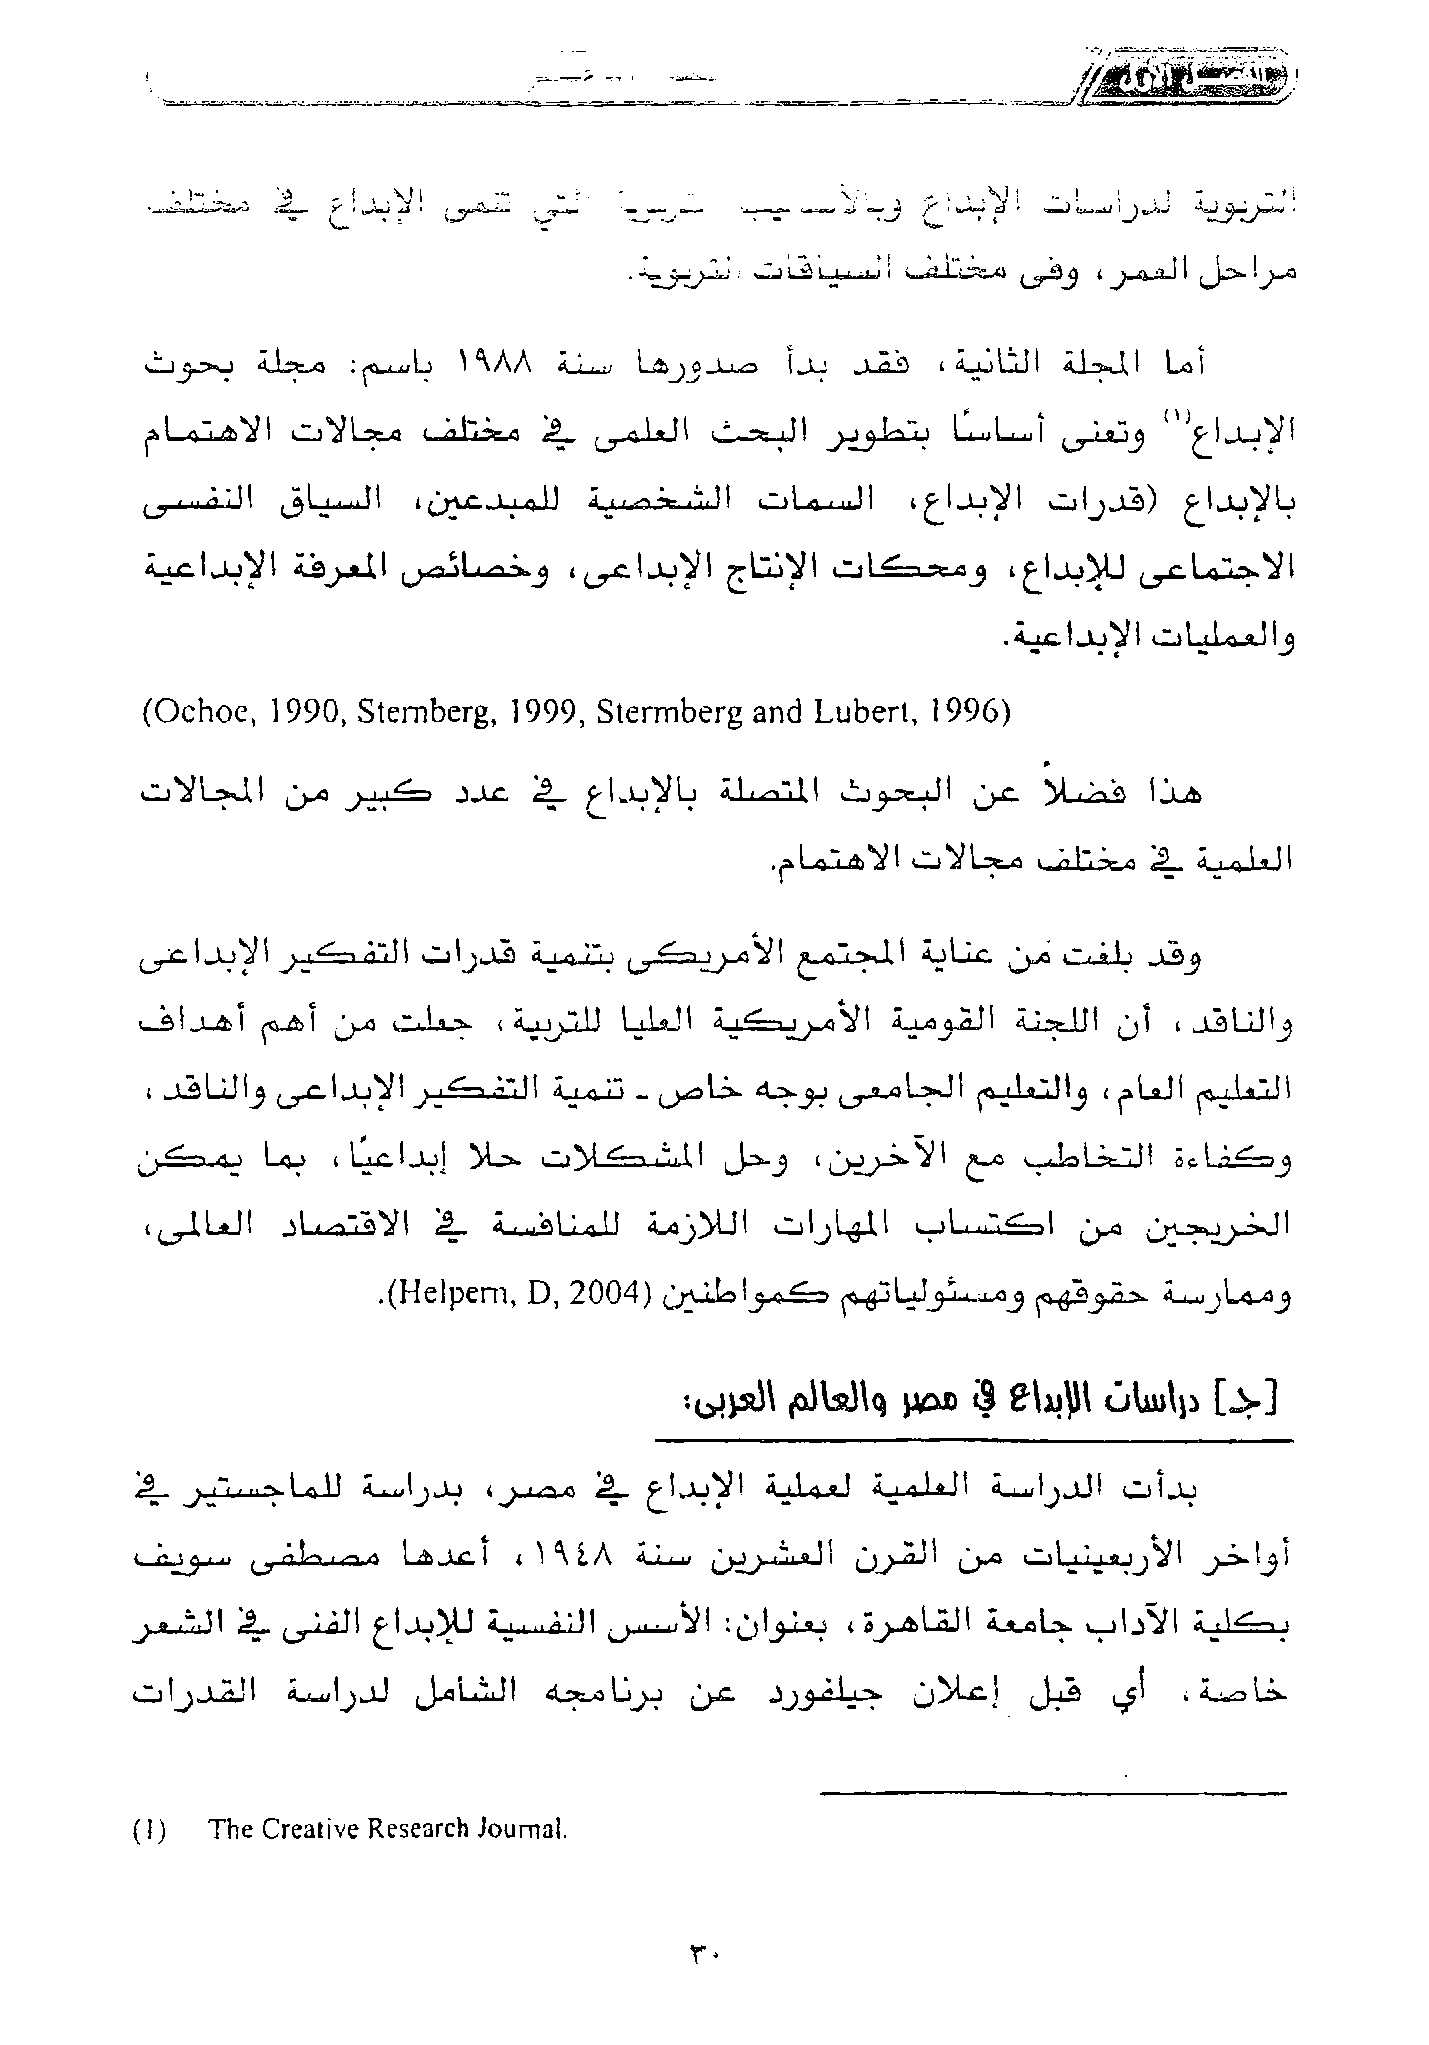 الفصل الأول
التربوية لدراسات الإبداع وبالأساليب التربوية التي تنمى الإبداع في مختلف
مراحل العمر، وفى مختلف السياقات التربوية.
أما المجلة الثانية، فقد بدأ صدورها سنة ١٩٨٨ باسم: مجلة بحوث
الإبداع(١) وتعنى أساسًا بتطوير البحث العلمى في مختلف مجالات الاهتمام
بالإبداع (قدرات الإبداع، السمات الشخصية للمبدعين، السياق النفسى
الاجتماعى للإبداع، ومحكات الإنتاج الإبداعى، وخصائص المعرفة الإبداعية
والعمليات الإبداعية.
(Ochoe, 1990, Stemberg, 1999, Stermberg and Lubert, 1996)
هذا فضلاً عن البحوث المتصلة بالإبداع في عدد كبير من المجالات
العلمية في مختلف مجالات الاهتمام.
وقد بلغت من عناية المجتمع الأمريكى بتنمية قدرات التفكير الإبداعى
والناقد، أن اللجنة القومية الأمريكية العليا للتربية، جعلت من أهم أهداف
التعليم العام، والتعليم الجامعى بوجه خاص - تنمية التفكير الإبداعى والناقد،
وكفاءة التخاطب مع الآخرين، وحل المشكلات حلا إبداعيًا، بما يمكن
الخريجين من اكتساب المهارات اللازمة للمنافسة في الاقتصاد العالمى،
وممارسة حقوقهم ومسئولياتهم كمواطنين (Helpern, D, 2004).
[جـ] دراسات الإبداع في مصر والعالم العربى:
بدأت الدراسة العلمية لعملية الإبداع في مصر، بدراسة للماجستير في
أواخر الأربعينيات من القرن العشرين سنة ١٩٤٨، أعدها مصطفى سويف
بكلية الآداب جامعة القاهرة، بعنوان: الأسس النفسية للإبداع الفنى في الشعر
خاصة، أي قبل إعلان جيلفورد عن برنامجه الشامل لدراسة القدرات
(1) The Creative Research Journal.
٣٠